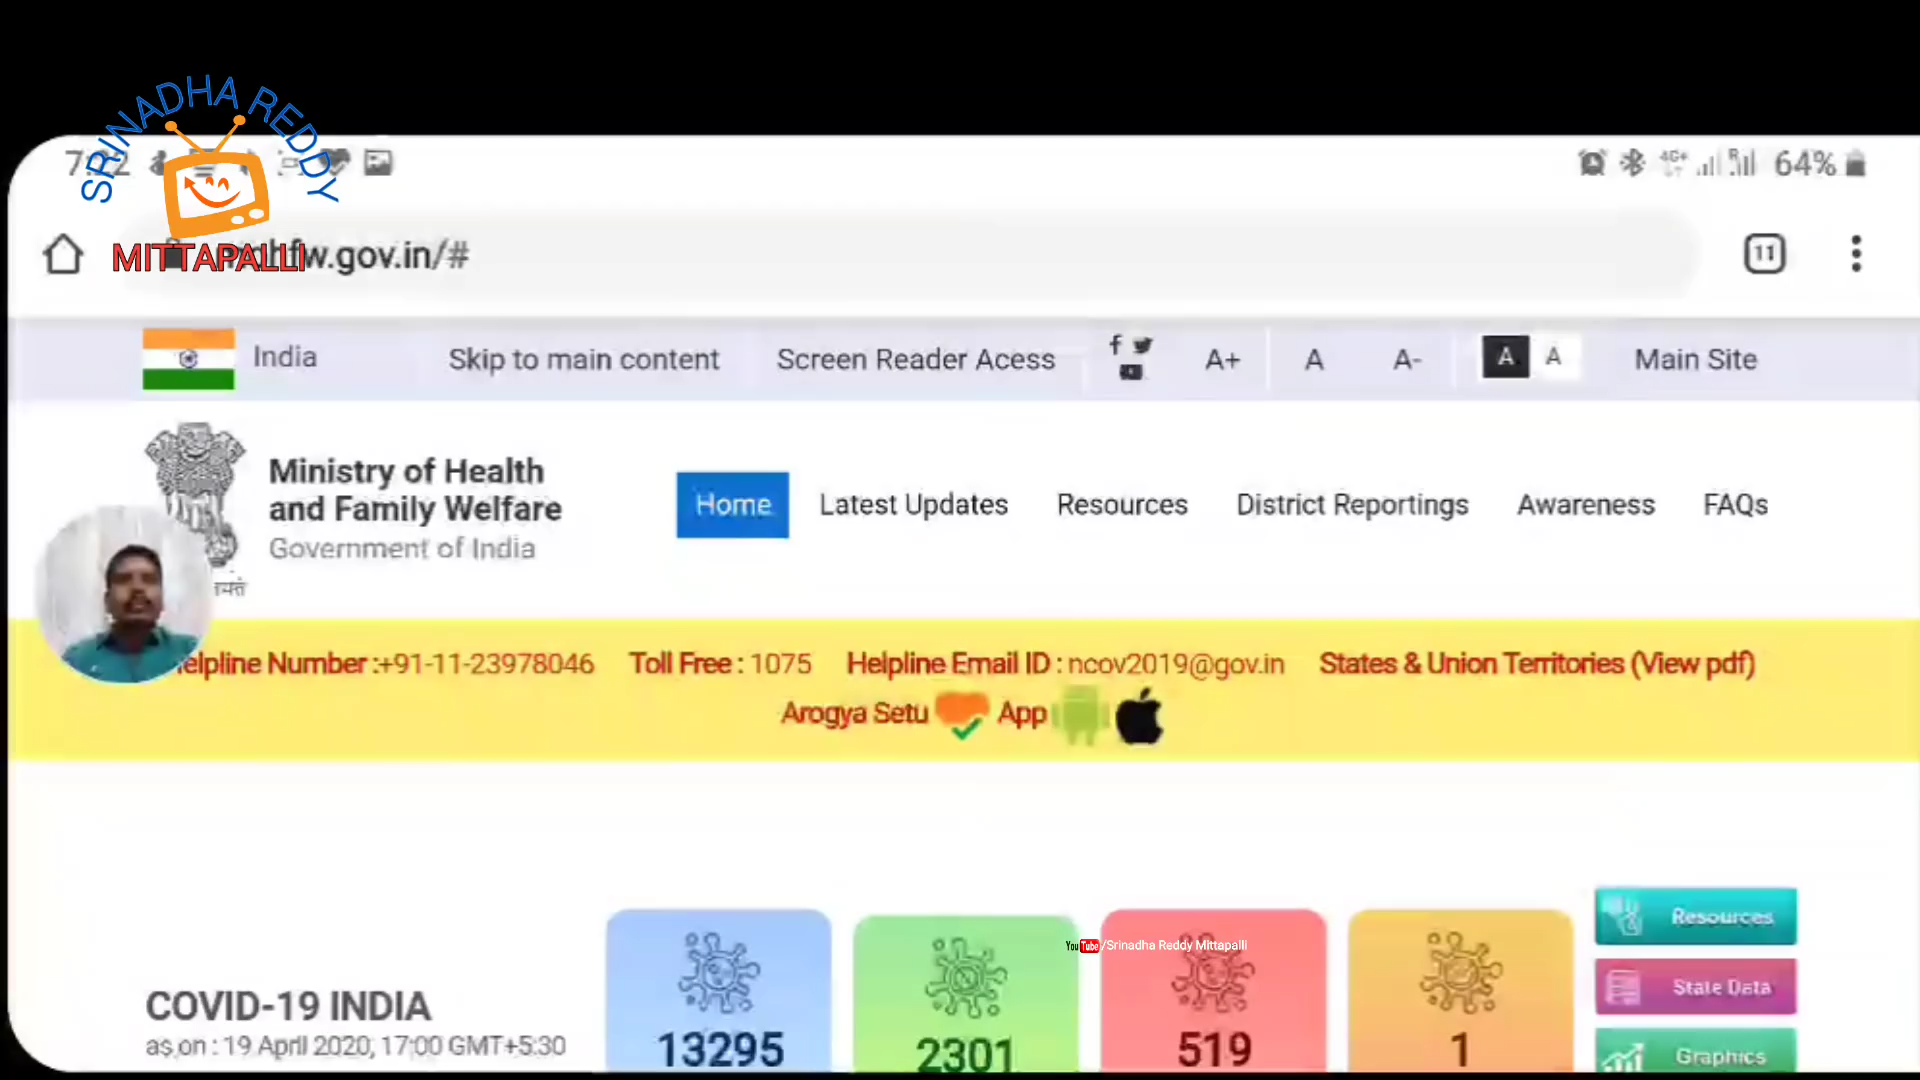 SRINADHA REDDY
MITTAPALLI
64%
fw.gov.in/#
11
India
Skip to main content
Screen Reader Acess
A+
A
A-
A
A
Main Site
Ministry of Health
and Family Welfare
Government of India
Home
Latest Updates
Resources
District Reportings
Awareness
FAQs
elpline Number :+91-11-23978046 Toll Free : 1075 Helpline Email ID : ncov2019@gov.in States & Union Territories (View pdf)
Arogya Setu App
Resources
State Data
Graphics
YouTube/Srinadha Reddy Mittapalli
COVID-19 INDIA
as on : 19 April 2020, 17:00 GMT+5:30
13295
2301
519
1